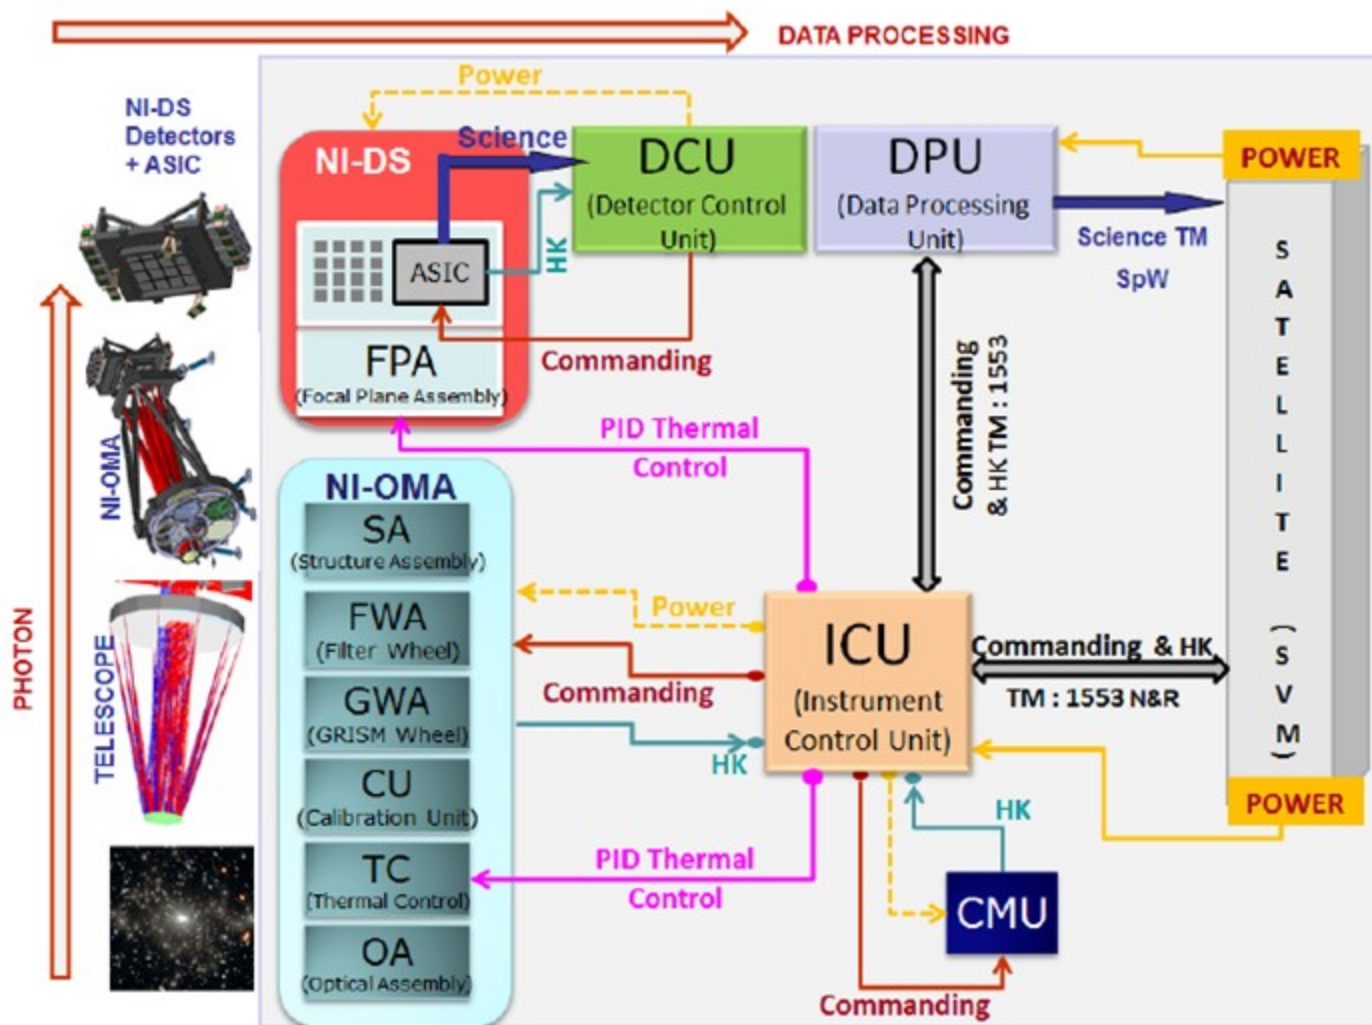 DATA PROCESSING
NI-DS
Detectors
+ ASIC
NI-OMA
TELESCOPE
PHOTON
Power
Science
NI-DS
ASIC
HK
FPA
(Focal Plane Assembly)
DCU
(Detector Control
Unit)
Commanding
DPU
(Data Processing
Unit)
POWER
Science TM
SpW
SATELLITE (SVM)
POWER
Commanding
& HK TM : 1553
PID Thermal
Control
NI-OMA
SA
(Structure Assembly)
FWA
(Filter Wheel)
GWA
(GRISM Wheel)
CU
(Calibration Unit)
TC
(Thermal Control)
OA
(Optical Assembly)
Power
Commanding
HK
ICU
(Instrument
Control Unit)
Commanding & HK
TM : 1553 N&R
PID Thermal
Control
HK
CMU
Commanding